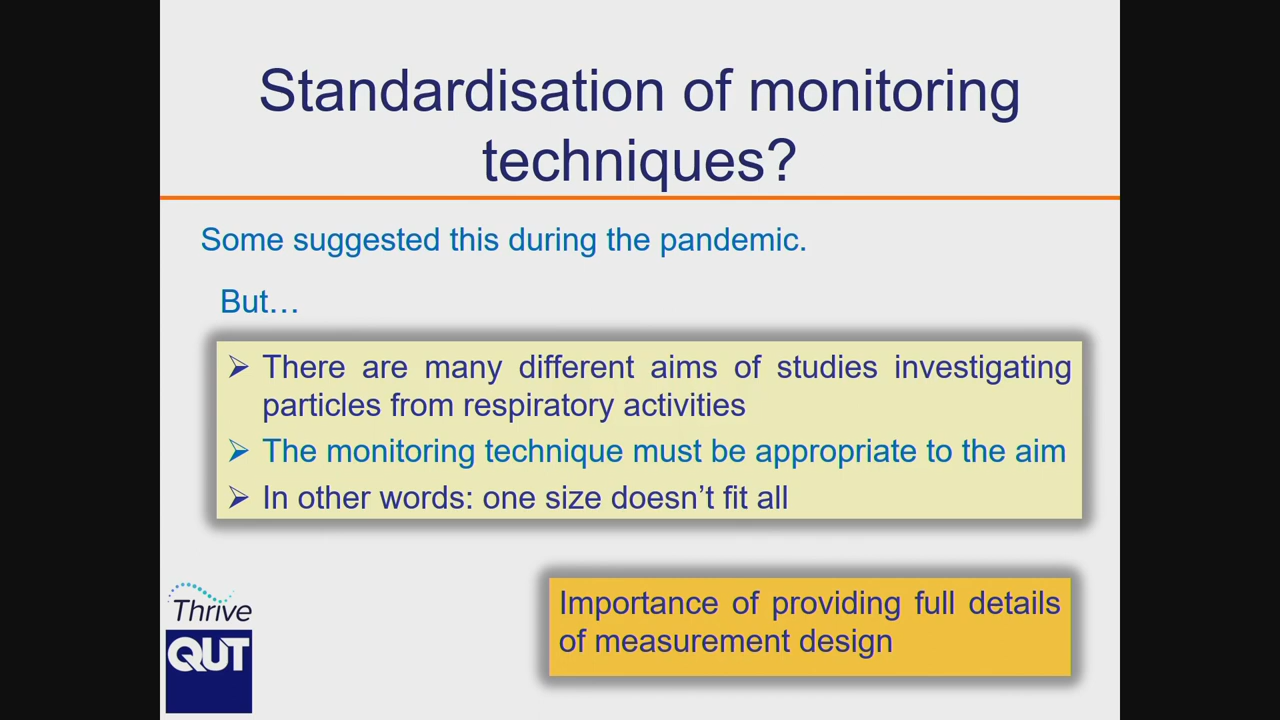 Standardisation of monitoring
techniques?
Some suggested this during the pandemic.
But…
➢ There are many different aims of studies investigating
particles from respiratory activities
➢ The monitoring technique must be appropriate to the aim
➢ In other words: one size doesn’t fit all
Importance of providing full details
of measurement design
Thrive
QUT